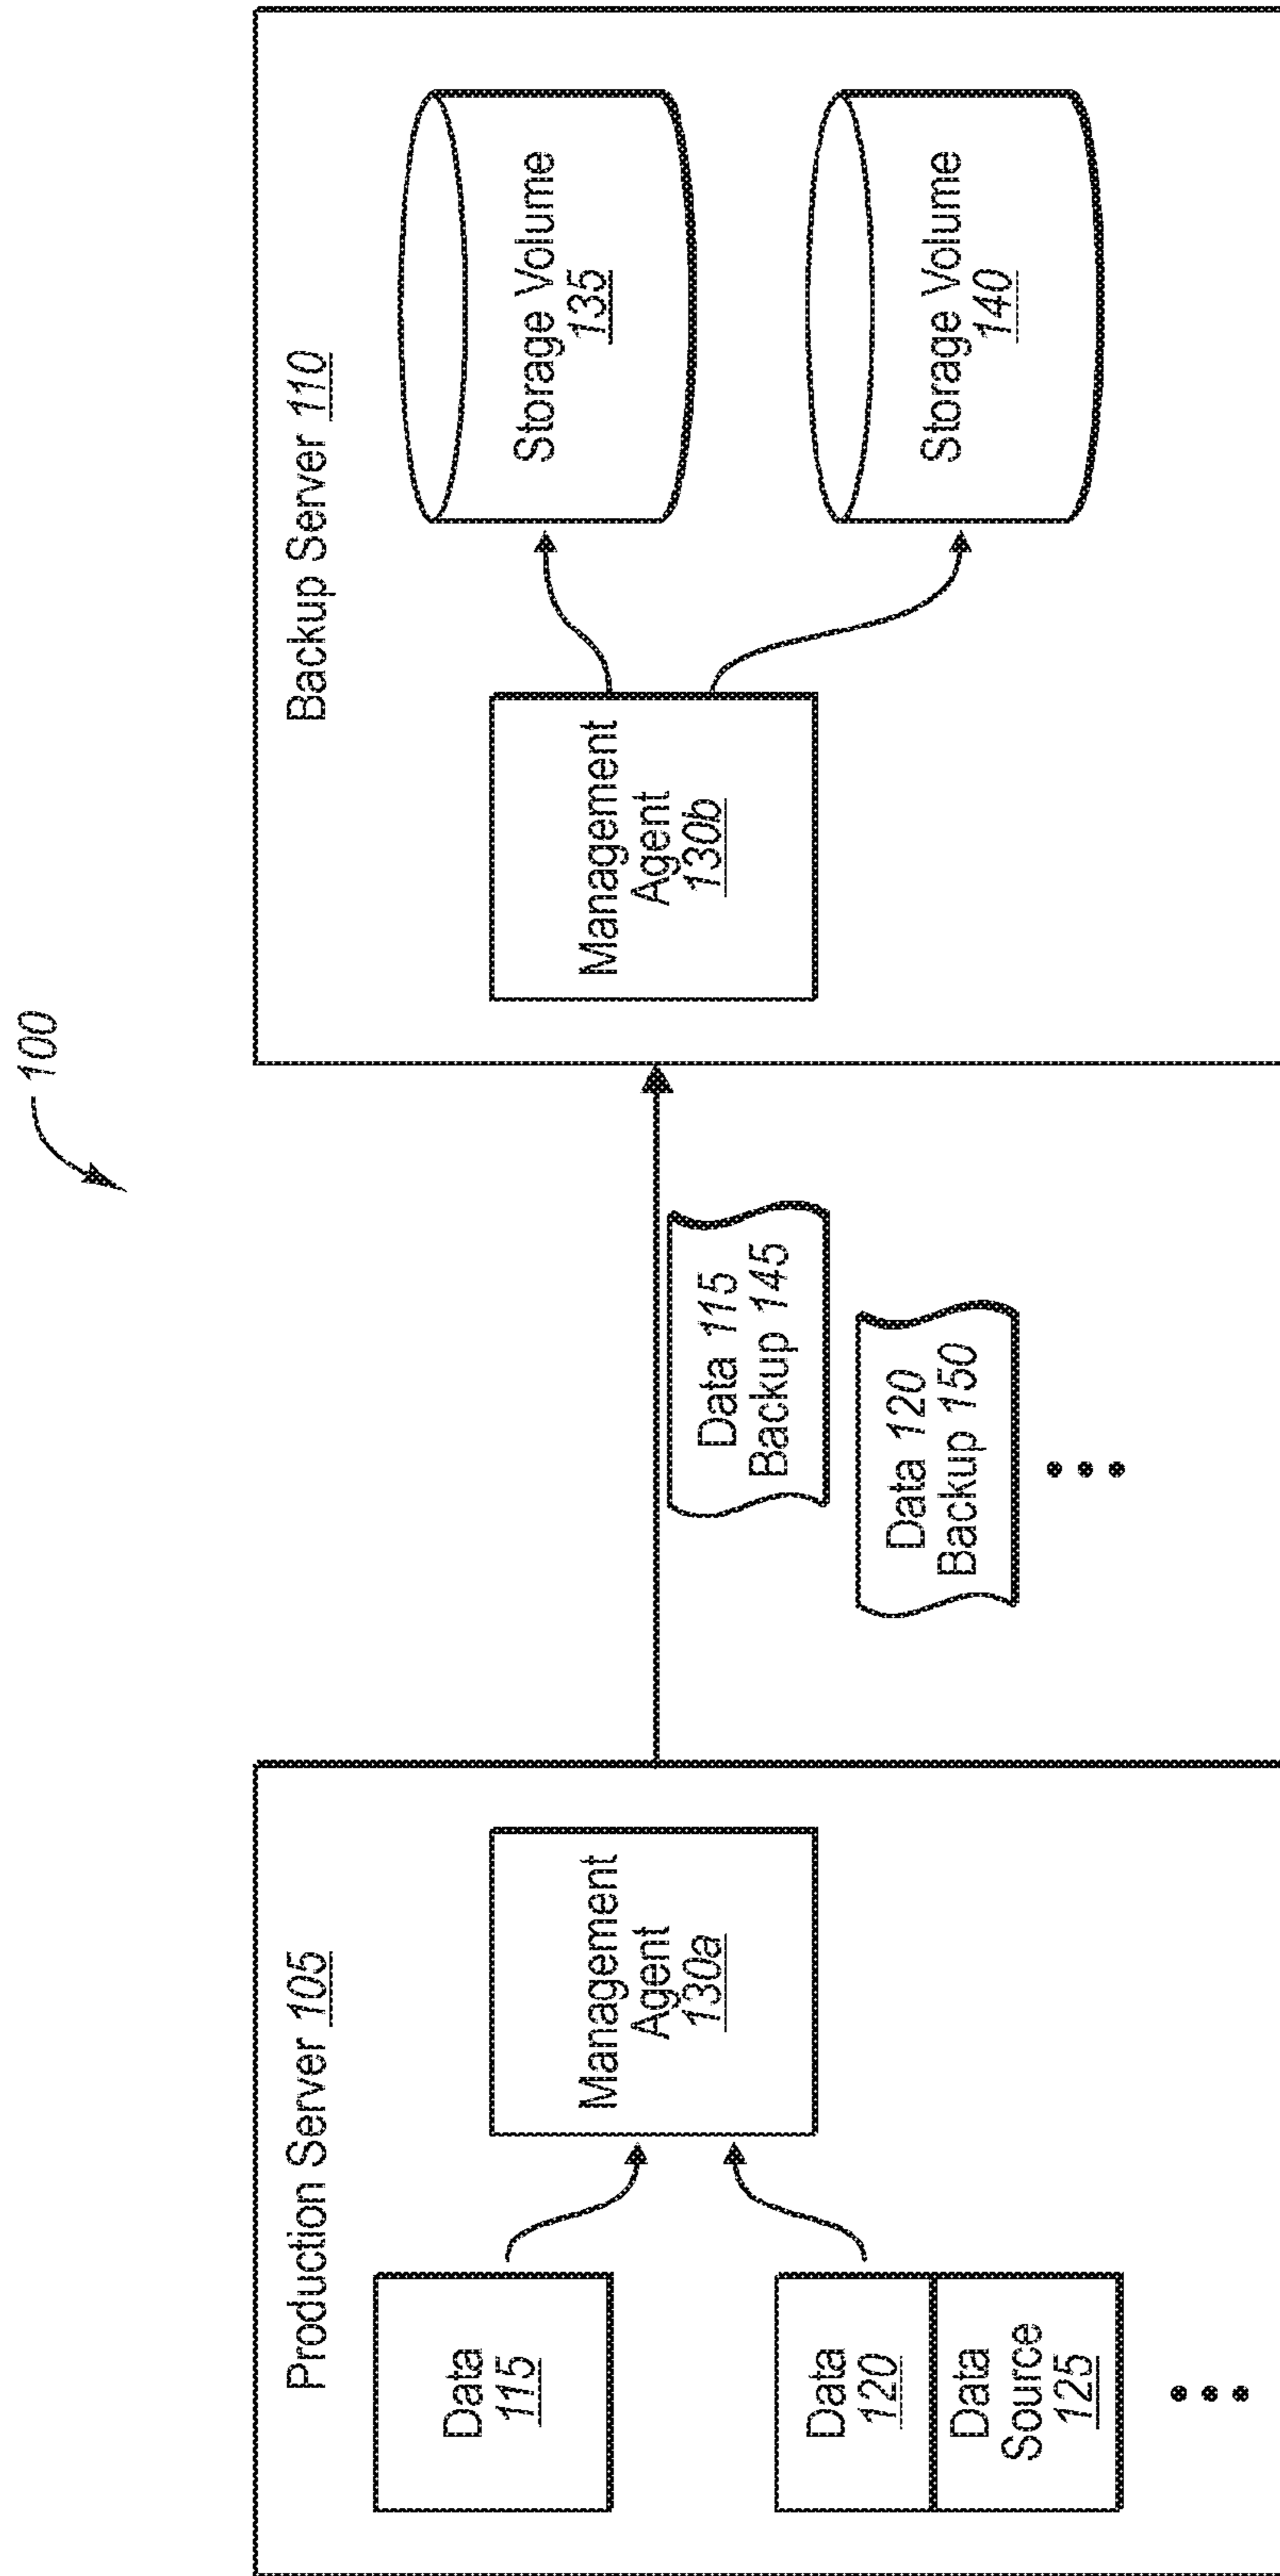 100
Production Server 105
Data
115
Data
120
Data
Source
125
Management
Agent
130a
Data 115
Backup 145
Data 120
Backup 150
Backup Server 110
Management
Agent
130b
Storage Volume
135
Storage Volume
140